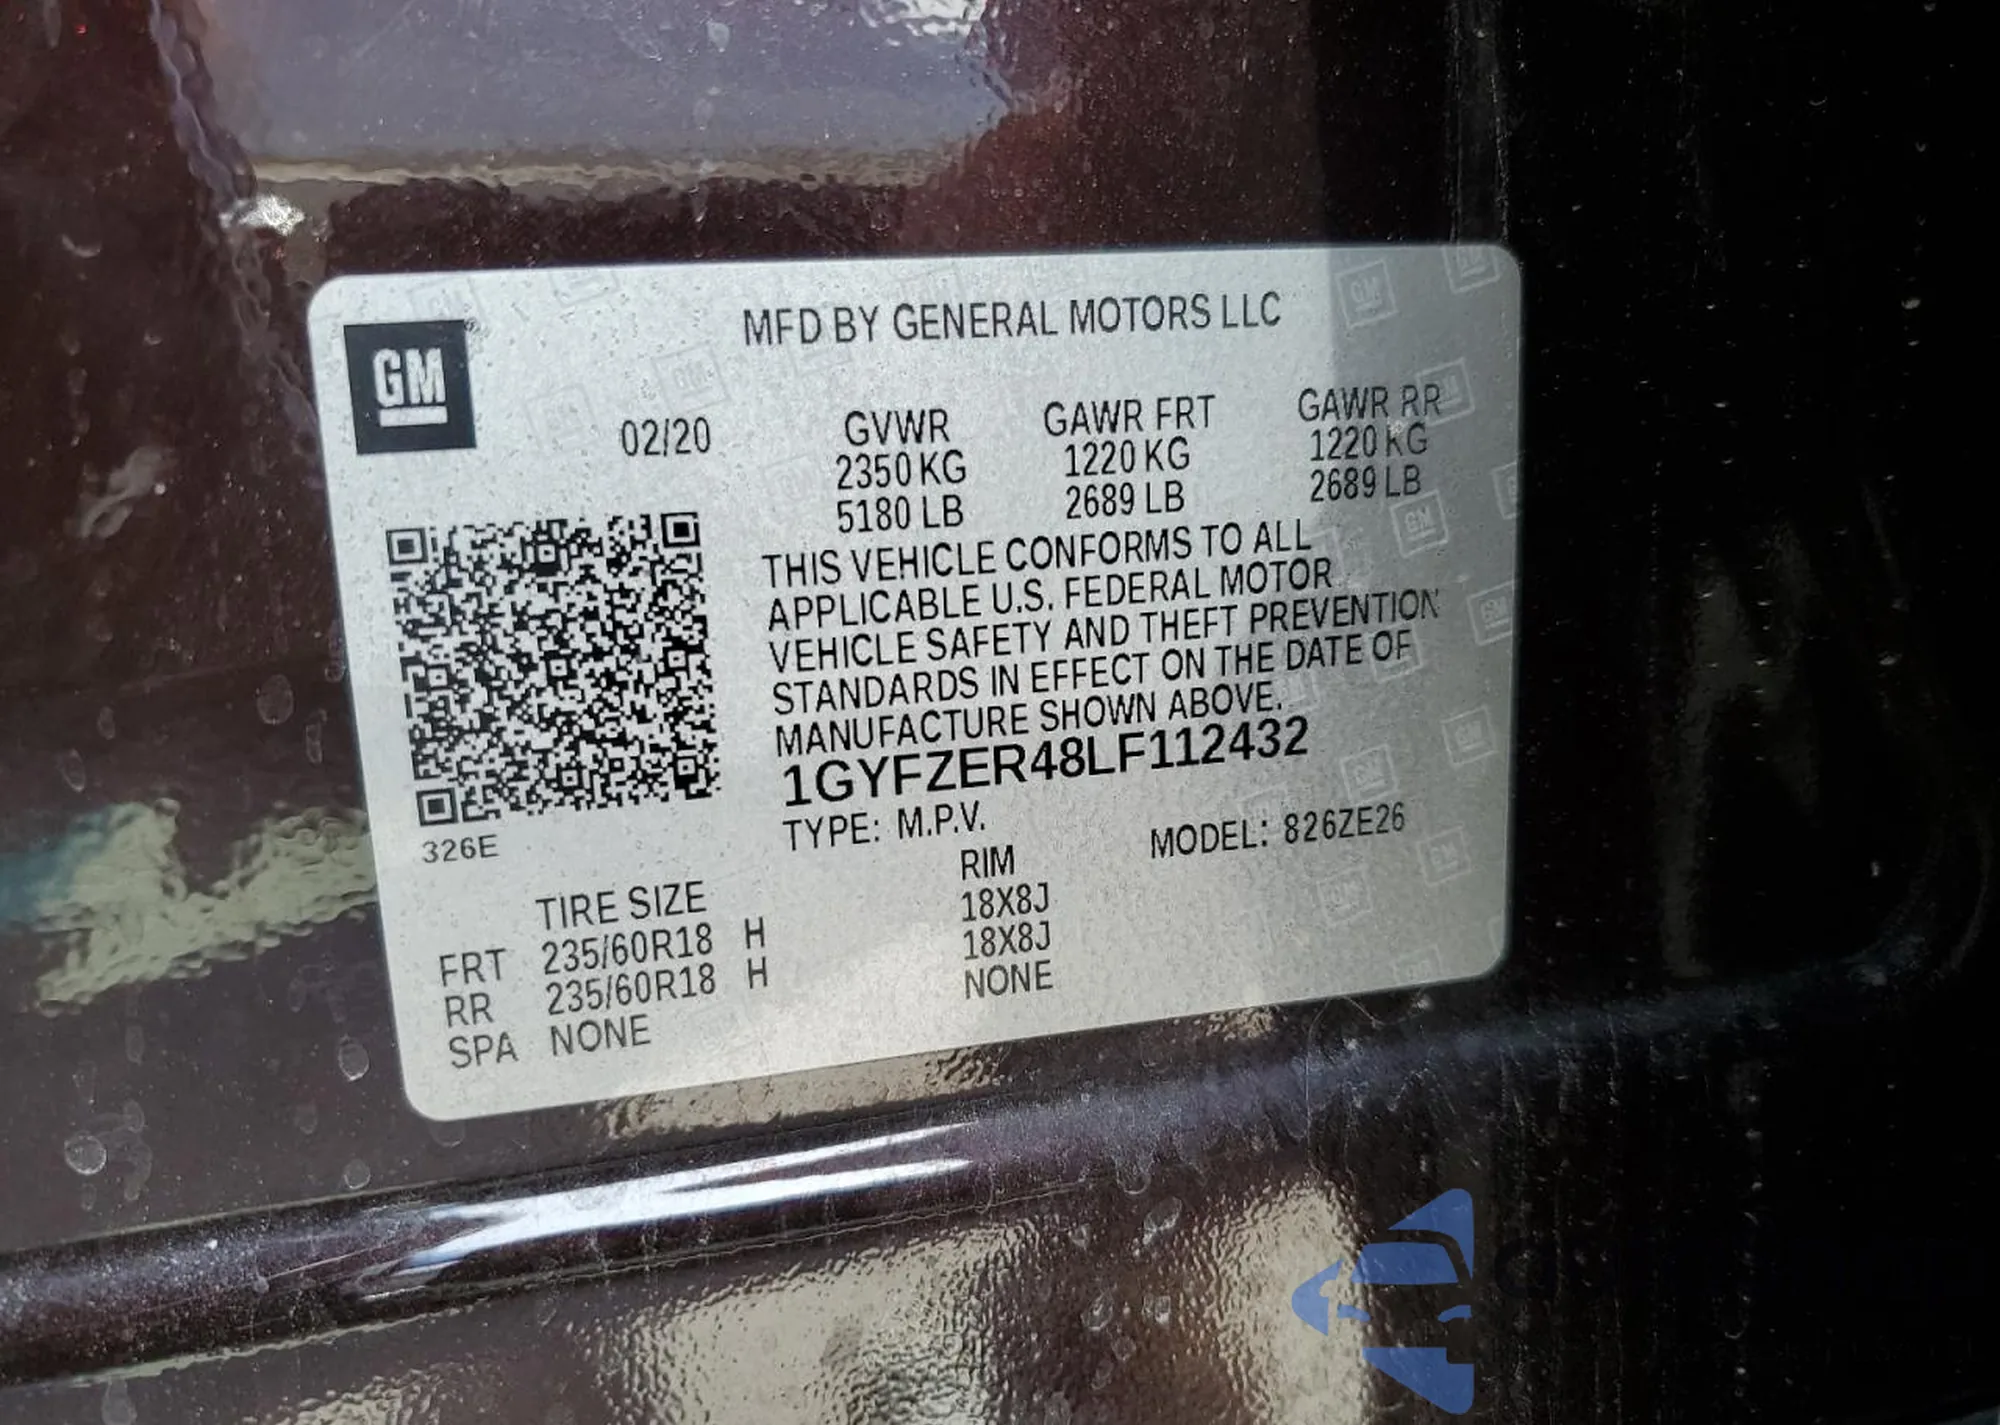 GM
MFD BY GENERAL MOTORS LLC
02/20
GVWR GAWR FRT GAWR RR
2350 KG 1220 KG 1220 KG
5180 LB 2689 LB 2689 LB
THIS VEHICLE CONFORMS TO ALL
APPLICABLE U.S. FEDERAL MOTOR
VEHICLE SAFETY AND THEFT PREVENTION
STANDARDS IN EFFECT ON THE DATE OF
MANUFACTURE SHOWN ABOVE.
1GYFZER48LF112432
326E
TYPE: M.P.V. MODEL: 826ZE26
TIRE SIZE RIM
FRT 235/60R18 H 18X8J
RR 235/60R18 H 18X8J
SPA NONE NONE